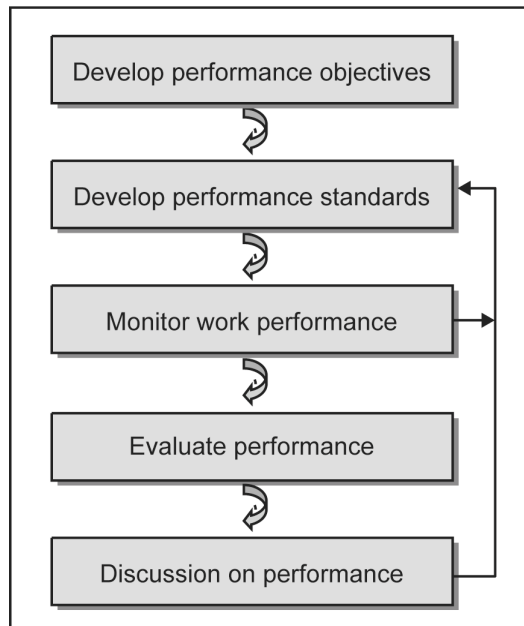 Develop performance objectives
Develop performance standards
Monitor work performance
Evaluate performance
Discussion on performance